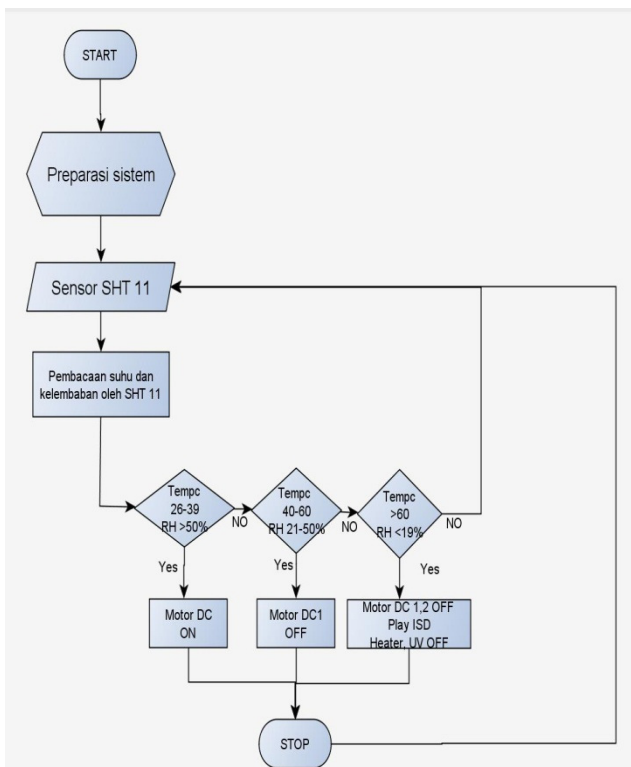 START
Preparasi sistem
Sensor SHT 11
Pembacaan suhu dan
kelembaban oleh SHT 11
Tempc
26-39
RH >50%
NO
Tempc
40-60
RH 21-50%
NO
Tempc
>60
RH <19%
NO
Yes
Yes
Yes
Motor DC
ON
Motor DC1
OFF
Motor DC 1,2 OFF
Play ISD
Heater, UV OFF
STOP